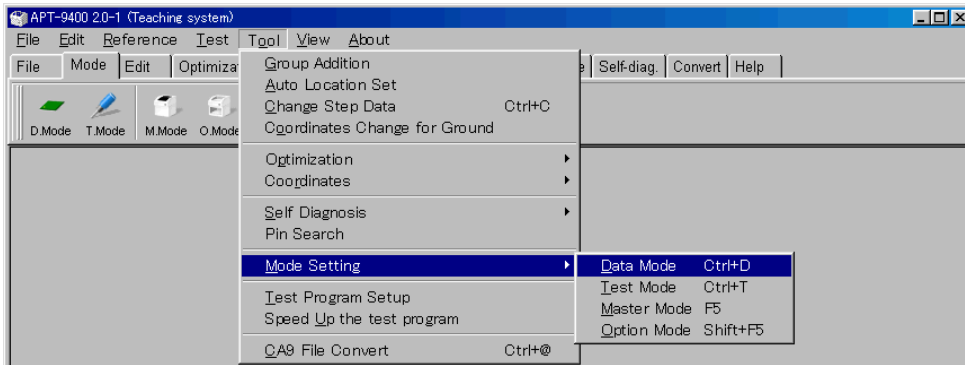 APT-9400 2.0-1 (Teaching system)
File Edit Reference Test Tool View About
File Mode Edit Self-diag. Convert Help
D.Mode T.Mode M.Mode
Group Addition
Auto Location Set
Change Step Data Ctrl+C
Coordinates Change for Ground
Optimization
Coordinates
Self Diagnosis
Pin Search
Mode Setting
Data Mode Ctrl+D
Test Mode Ctrl+T
Master Mode F5
Option Mode Shift+F5
Test Program Setup
Speed Up the test program
CA9 File Convert Ctrl+@